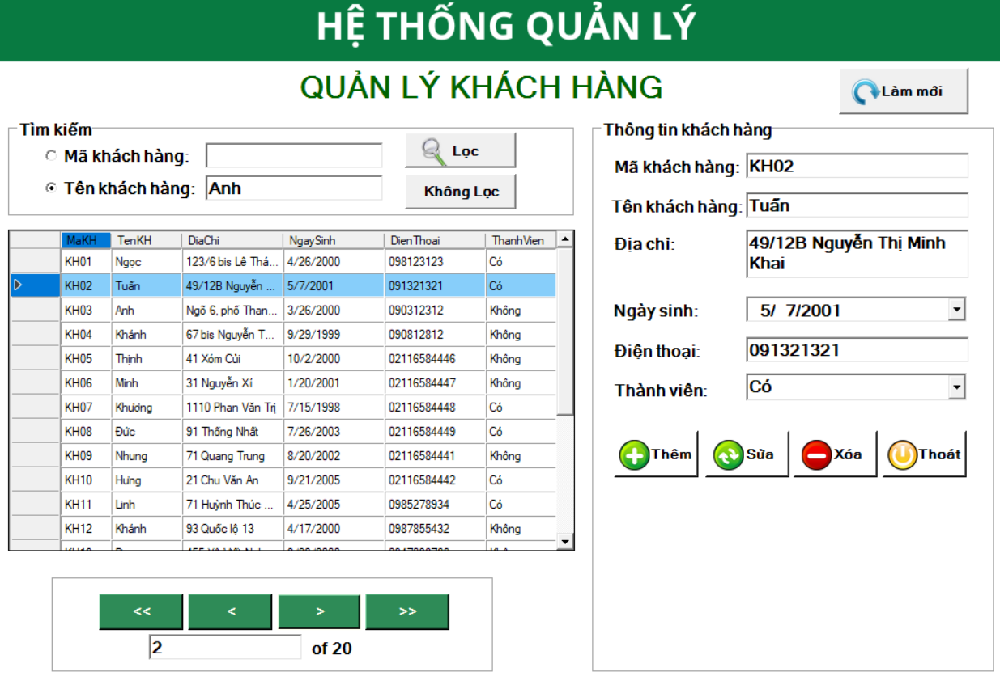 HỆ THỐNG QUẢN LÝ
QUẢN LÝ KHÁCH HÀNG
Làm mới
Tìm kiếm
Mã khách hàng:
Lọc
Tên khách hàng: Anh
Không Lọc
MaKH TenKH DiaChi NgaySinh DienThoai ThanhVien
KH01 Ngọc 123/6 bis Lê Thá... 4/26/2000 098123123 Có
KH02 Tuấn 49/12B Nguyễn ... 5/7/2001 091321321 Có
KH03 Anh Ngõ 6, phố Than... 3/26/2000 090312312 Không
KH04 Khánh 67 bis Nguyễn T... 9/29/1999 090812812 Không
KH05 Thịnh 41 Xóm Củi 10/2/2000 02116584446 Không
KH06 Minh 31 Nguyễn Xí 1/20/2001 02116584447 Không
KH07 Khương 1110 Phan Văn Trị 7/15/1998 02116584448 Có
KH08 Đức 91 Thống Nhất 7/26/2003 02116584449 Có
KH09 Nhung 71 Quang Trung 8/20/2002 02116584441 Không
KH10 Hưng 21 Chu Văn An 9/21/2005 02116584442 Có
KH11 Linh 71 Huỳnh Thúc ... 4/25/2005 0985278934 Có
KH12 Khánh 93 Quốc lộ 13 4/17/2000 0987855432 Không
<< < > >>
2 of 20
Thông tin khách hàng
Mã khách hàng: KH02
Tên khách hàng: Tuấn
Địa chỉ: 49/12B Nguyễn Thị Minh
Khai
Ngày sinh: 5/ 7/2001
Điện thoại: 091321321
Thành viên: Có
Thêm Sửa Xóa Thoát